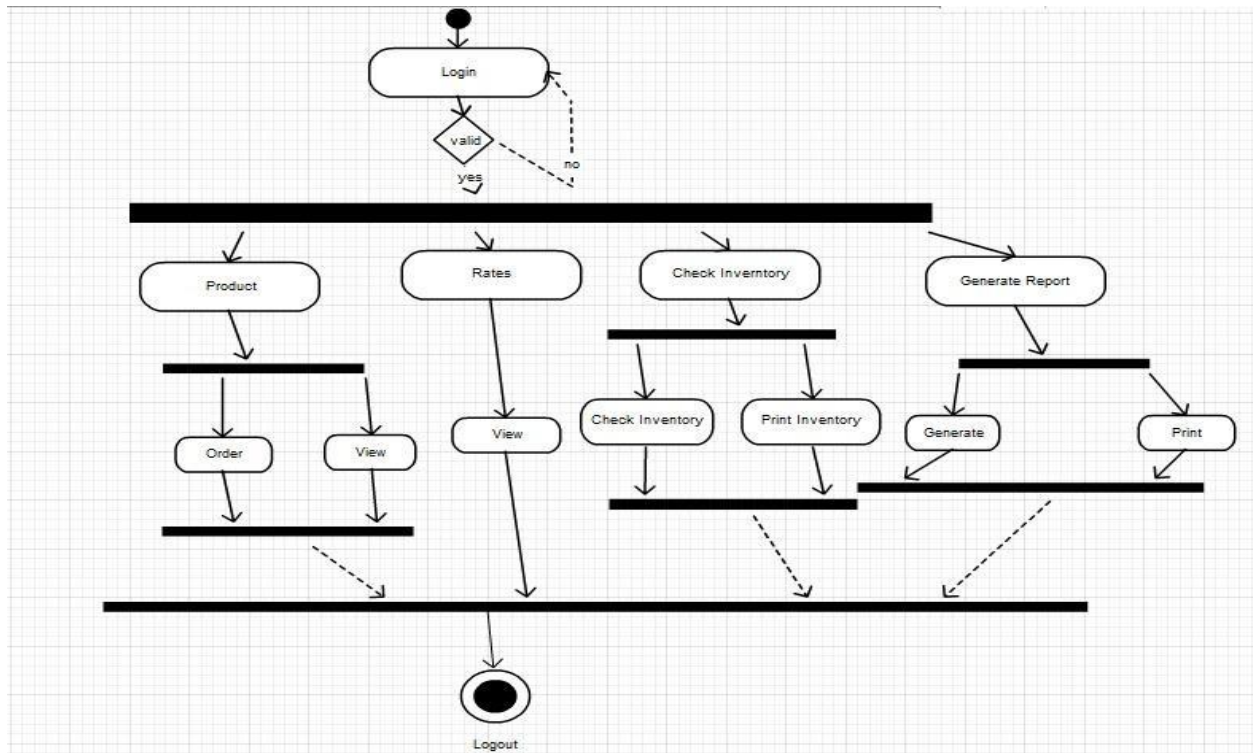 Login
valid
no
yes
Product
Rates
Check Inverntory
Generate Report
Order
View
View
Check Inventory
Print Inventory
Generate
Print
Logout